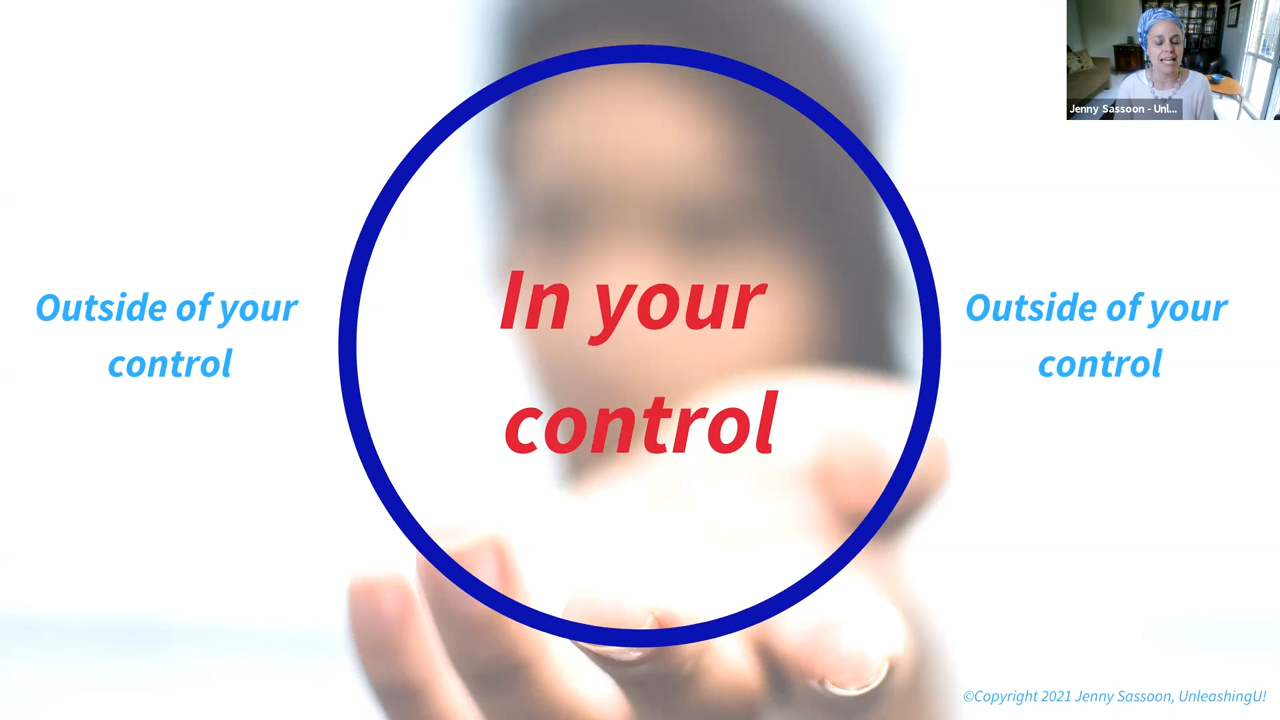 Jenny Sassoon - Unl...
In your
control
Outside of your
control
Outside of your
control
©Copyright 2021 Jenny Sassoon, UnleashingU!